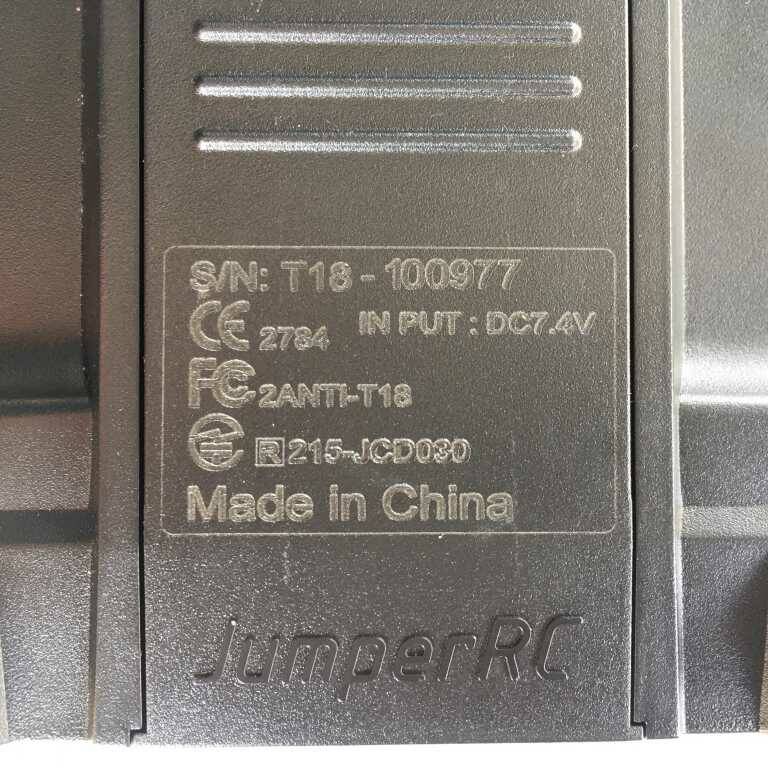 S/N: T18-100977
CE 2784 IN PUT : DC7.4V
FC 2ANTI-T18
R 215-JCD030
Made in China
JumperRC